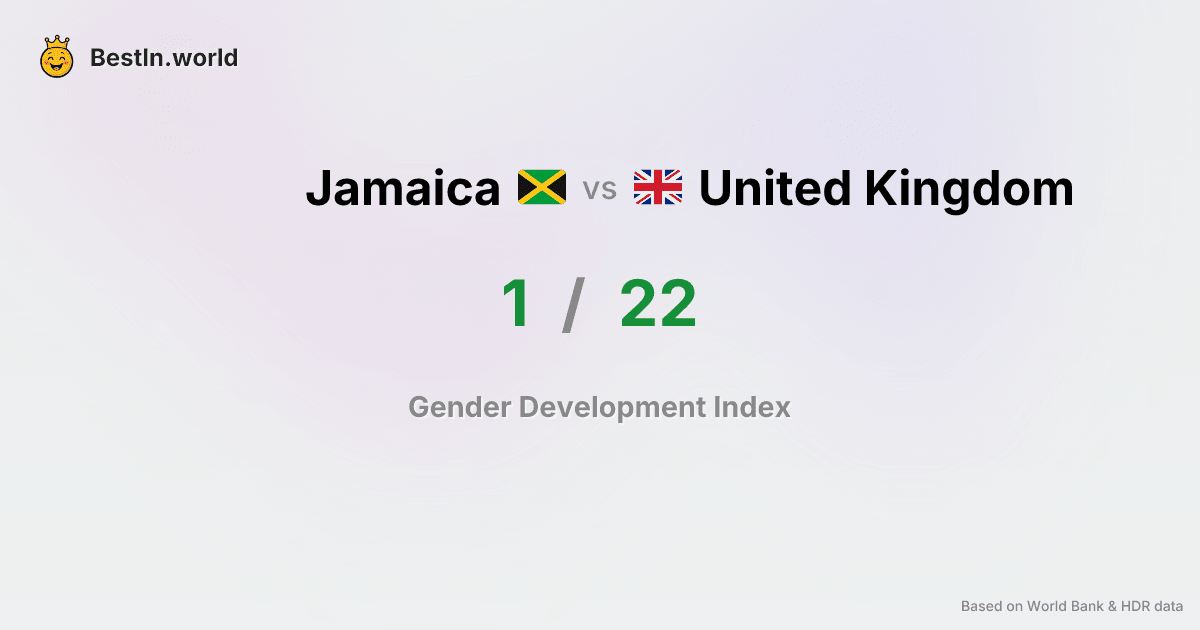 BestIn.world
Jamaica vs United Kingdom
1 / 22
Gender Development Index
Based on World Bank & HDR data